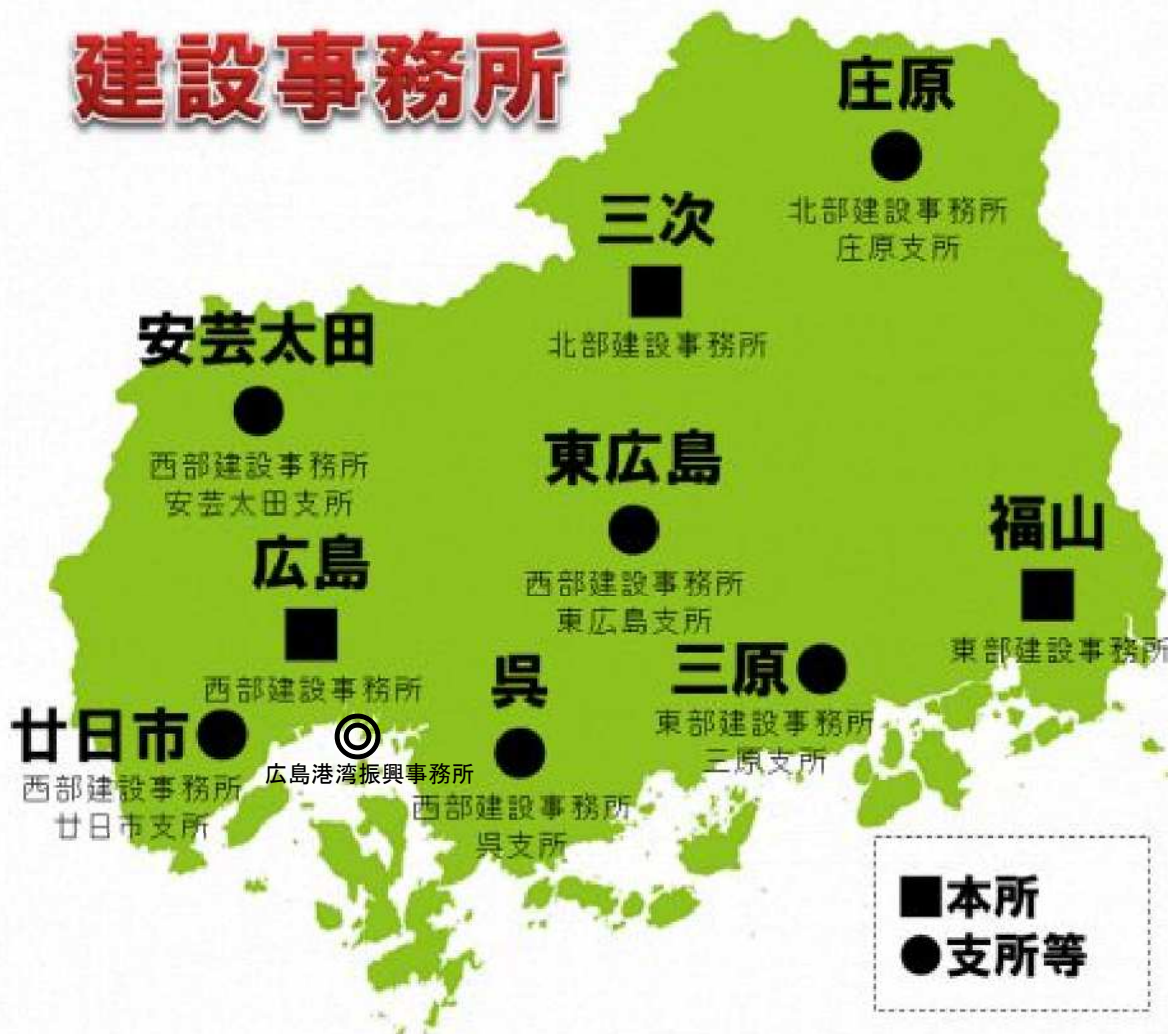 建設事務所
庄原
北部建設事務所
庄原支所
三次
北部建設事務所
安芸太田
西部建設事務所
安芸太田支所
東広島
西部建設事務所
東広島支所
福山
東部建設事務所
広島
西部建設事務所
三原
東部建設事務所
三原支所
呉
西部建設事務所
呉支所
廿日市
西部建設事務所
廿日市支所
広島港湾振興事務所
■本所
●支所等